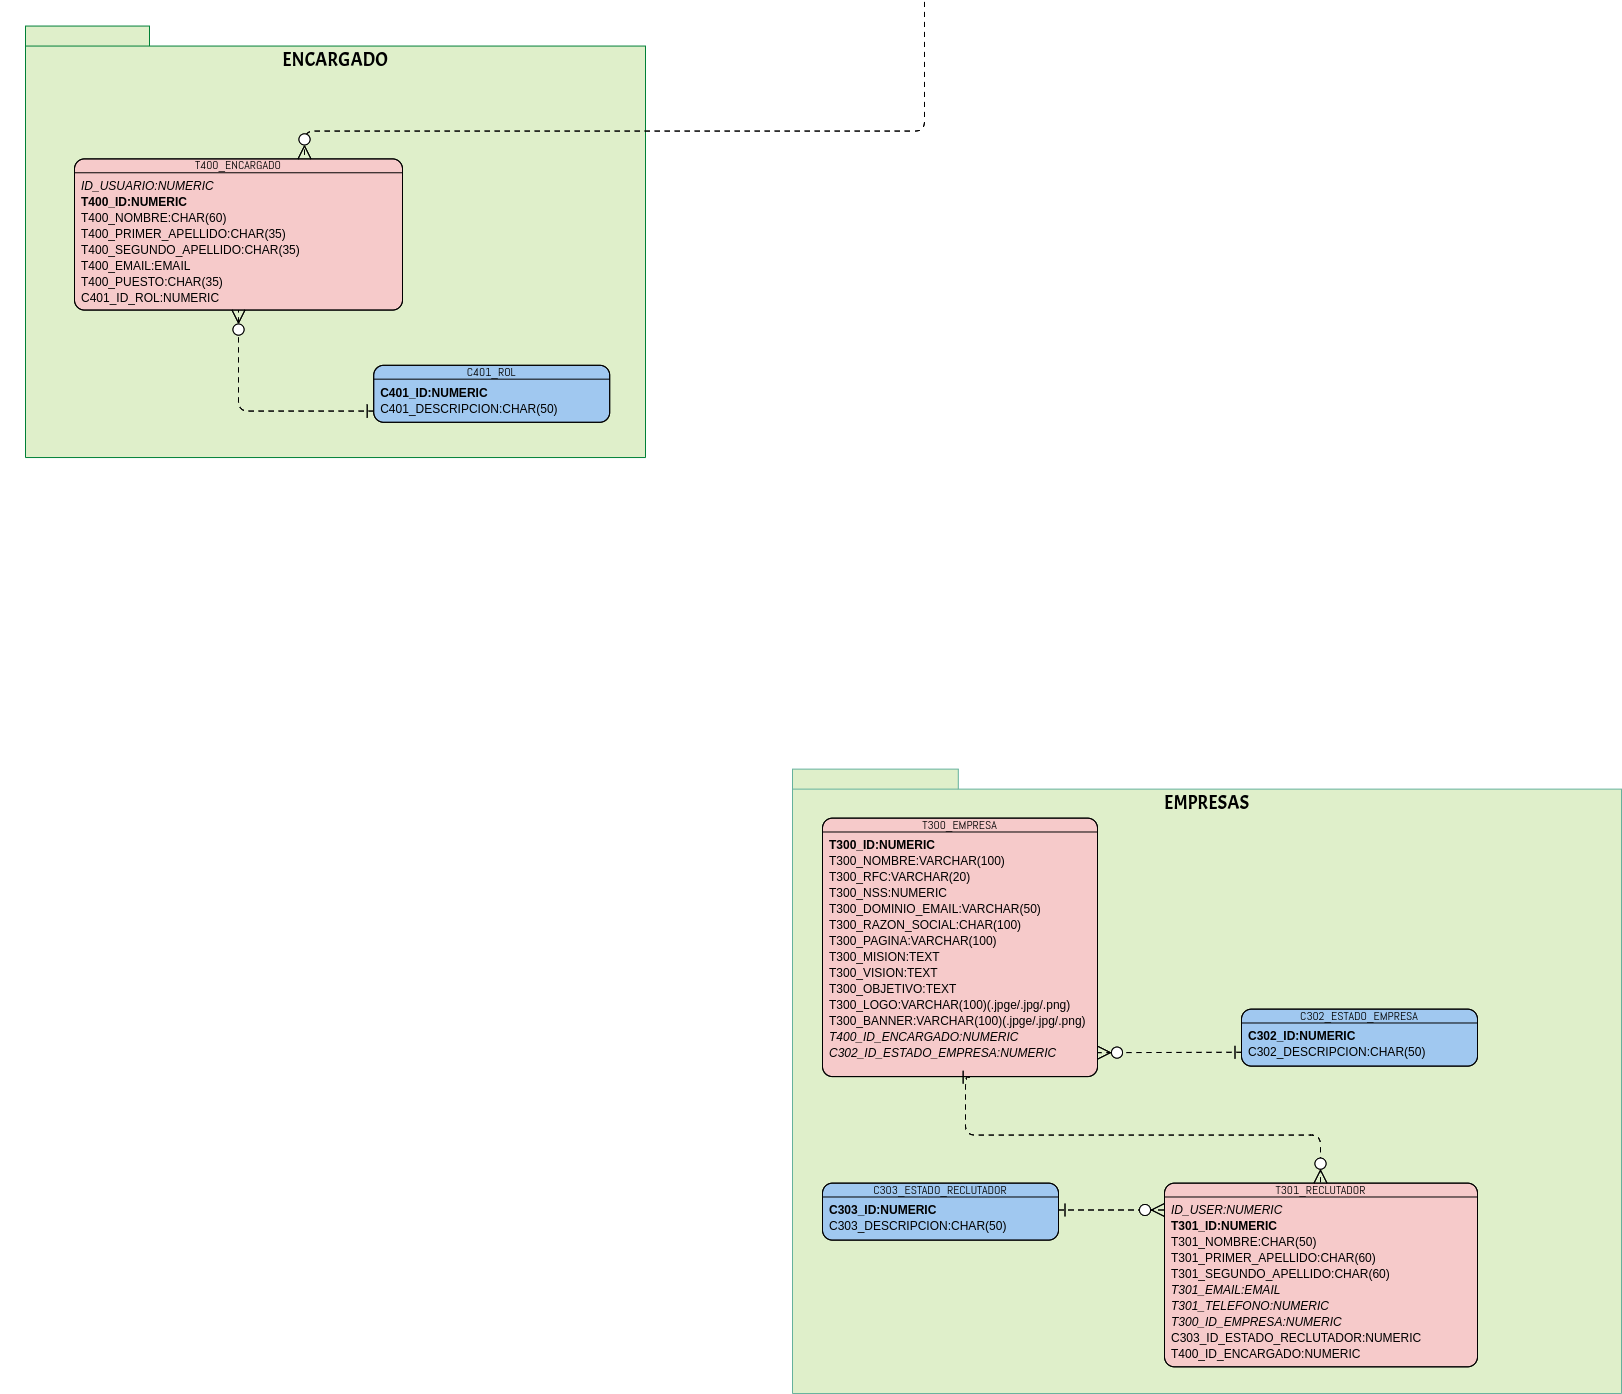 ENCARGADO
T400_ENCARGADO
ID_USUARIO:NUMERIC
T400_ID:NUMERIC
T400_NOMBRE:CHAR(60)
T400_PRIMER_APELLIDO:CHAR(35)
T400_SEGUNDO_APELLIDO:CHAR(35)
T400_EMAIL:EMAIL
T400_PUESTO:CHAR(35)
C401_ID_ROL:NUMERIC
C401_ROL
C401_ID:NUMERIC
C401_DESCRIPCION:CHAR(50)
EMPRESAS
T300_EMPRESA
T300_ID:NUMERIC
T300_NOMBRE:VARCHAR(100)
T300_RFC:VARCHAR(20)
T300_NSS:NUMERIC
T300_DOMINIO_EMAIL:VARCHAR(50)
T300_RAZON_SOCIAL:CHAR(100)
T300_PAGINA:VARCHAR(100)
T300_MISION:TEXT
T300_VISION:TEXT
T300_OBJETIVO:TEXT
T300_LOGO:VARCHAR(100)(.jpge/.jpg/.png)
T300_BANNER:VARCHAR(100)(.jpge/.jpg/.png)
T400_ID_ENCARGADO:NUMERIC
C302_ID_ESTADO_EMPRESA:NUMERIC
C302_ESTADO_EMPRESA
C302_ID:NUMERIC
C302_DESCRIPCION:CHAR(50)
C303_ESTADO_RECLUTADOR
C303_ID:NUMERIC
C303_DESCRIPCION:CHAR(50)
T301_RECLUTADOR
ID_USER:NUMERIC
T301_ID:NUMERIC
T301_NOMBRE:CHAR(50)
T301_PRIMER_APELLIDO:CHAR(60)
T301_SEGUNDO_APELLIDO:CHAR(60)
T301_EMAIL:EMAIL
T301_TELEFONO:NUMERIC
T300_ID_EMPRESA:NUMERIC
C303_ID_ESTADO_RECLUTADOR:NUMERIC
T400_ID_ENCARGADO:NUMERIC